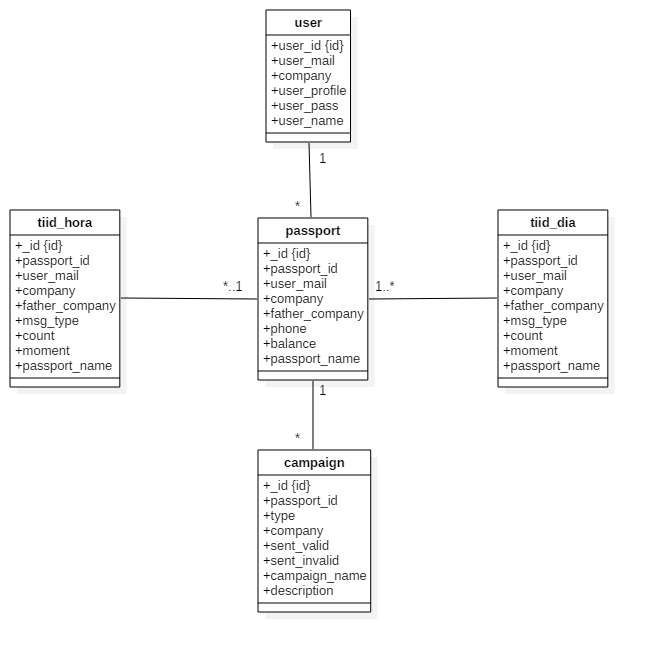 user
+user_id {id}
+user_mail
+company
+user_profile
+user_pass
+user_name
1
*
tiid_hora
+_id {id}
+passport_id
+user_mail
+company
+father_company
+msg_type
+count
+moment
+passport_name
*..1
passport
+_id {id}
+passport_id
+user_mail
+company
+father_company
+phone
+balance
+passport_name
1..*
tiid_dia
+_id {id}
+passport_id
+user_mail
+company
+father_company
+msg_type
+count
+moment
+passport_name
1
*
campaign
+_id {id}
+passport_id
+type
+company
+sent_valid
+sent_invalid
+campaign_name
+description